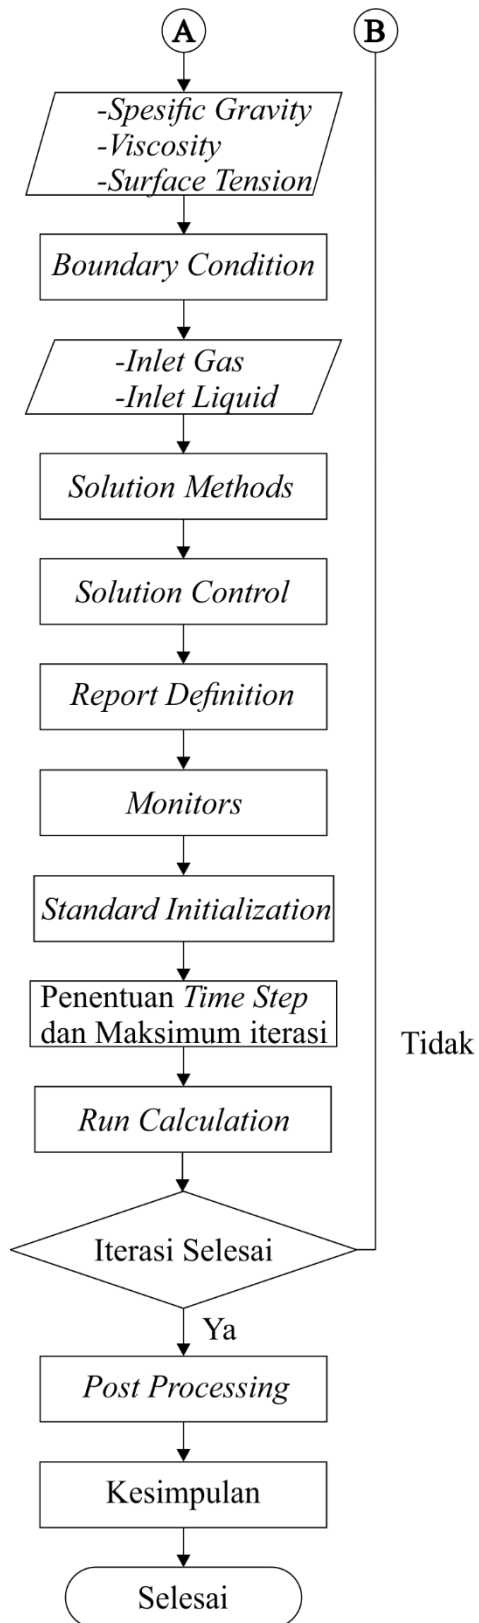 A
B
-Spesific Gravity
-Viscosity
-Surface Tension
Boundary Condition
-Inlet Gas
-Inlet Liquid
Solution Methods
Solution Control
Report Definition
Monitors
Standard Initialization
Penentuan Time Step
dan Maksimum iterasi
Tidak
Run Calculation
Iterasi Selesai
Ya
Post Processing
Kesimpulan
Selesai